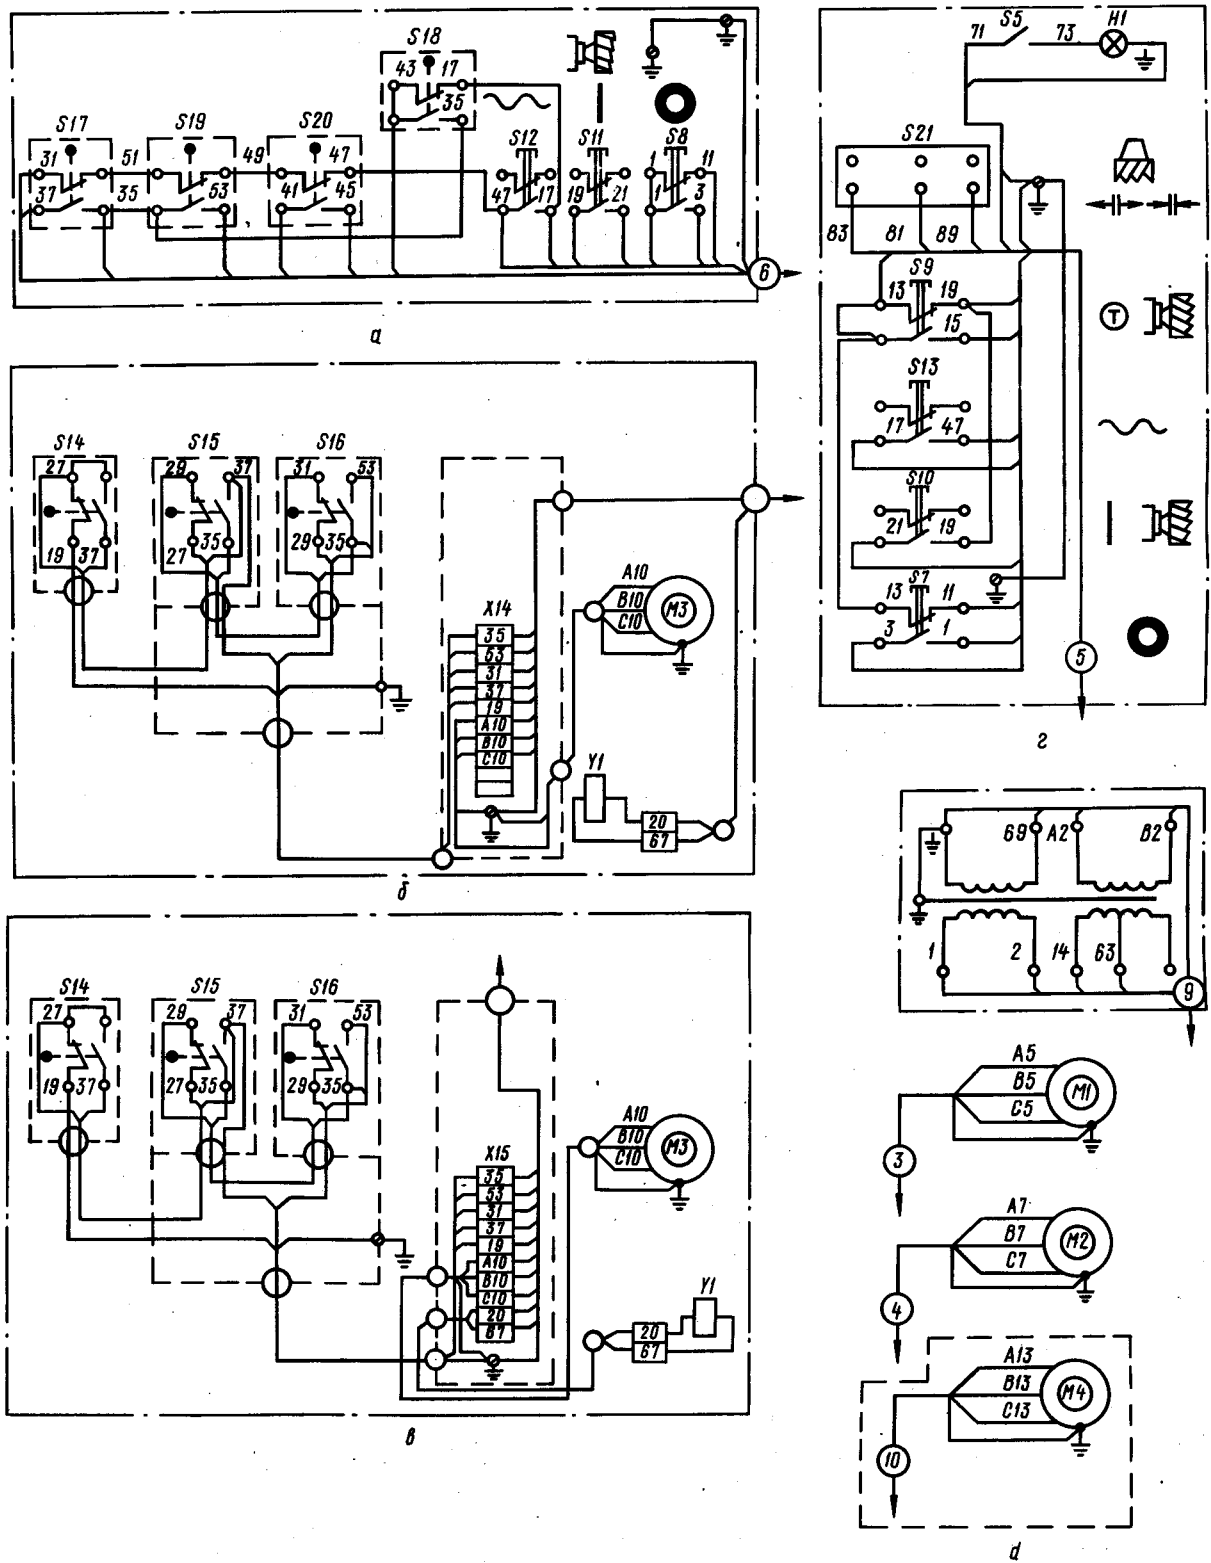 S18
43 17
35
S17 S19 S20
31 51 49 47
37 35 53 41 45
S12 S11 S8
47 17 19 21 1 11
1 3
6
а
S14 S15 S16
27 29 37 31 53
19 37 27 35 29 35
X14
35
53
31
37
19
A10
B10
C10
A10
B10
C10
M3
Y1
20
67
б
S14 S15 S16
27 29 37 31 53
19 37 27 35 29 35
X15
35
53
31
37
19
A10
B10
C10
20
B7
A10
B10
C10
M3
Y1
20
67
в
71 S5 73 H1
S21
83 81 89
S9
13 19
15
T
S13
17 47
S10
21 19
S7
13 11
3 1
5
г
69 A2 B2
1 2 14 63
9
A5
B5
C5
M1
3
A7
B7
C7
M2
4
A13
B13
C13
M4
10
д